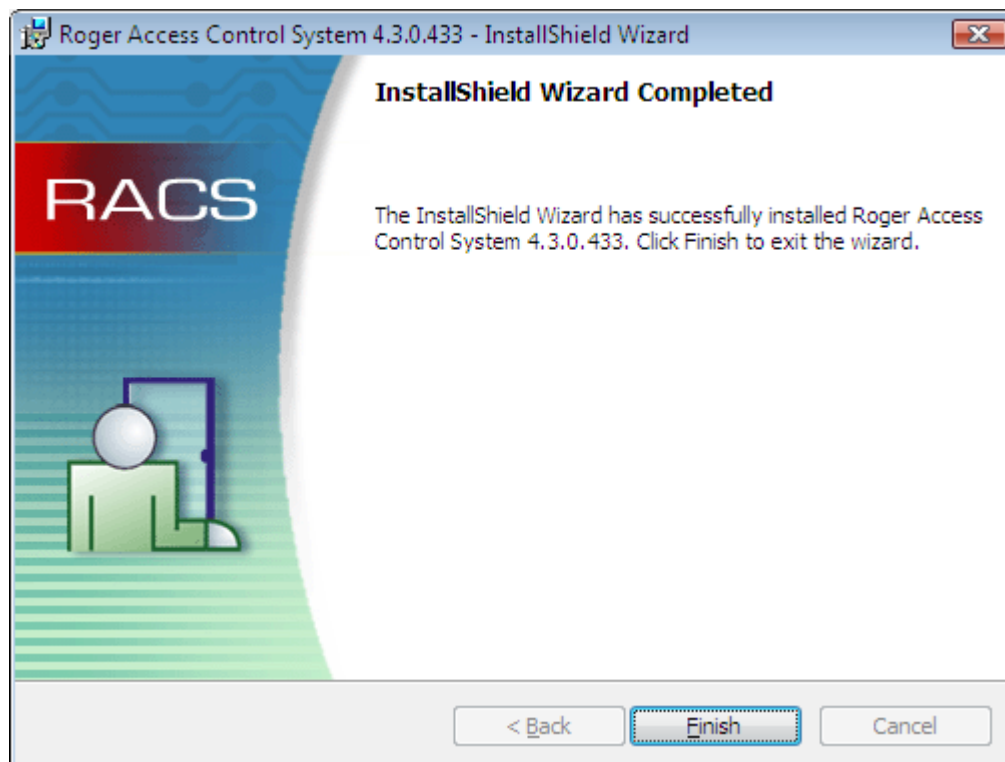 Roger Access Control System 4.3.0.433 - InstallShield Wizard
InstallShield Wizard Completed
RACS
The InstallShield Wizard has successfully installed Roger Access
Control System 4.3.0.433. Click Finish to exit the wizard.
< Back
Finish
Cancel